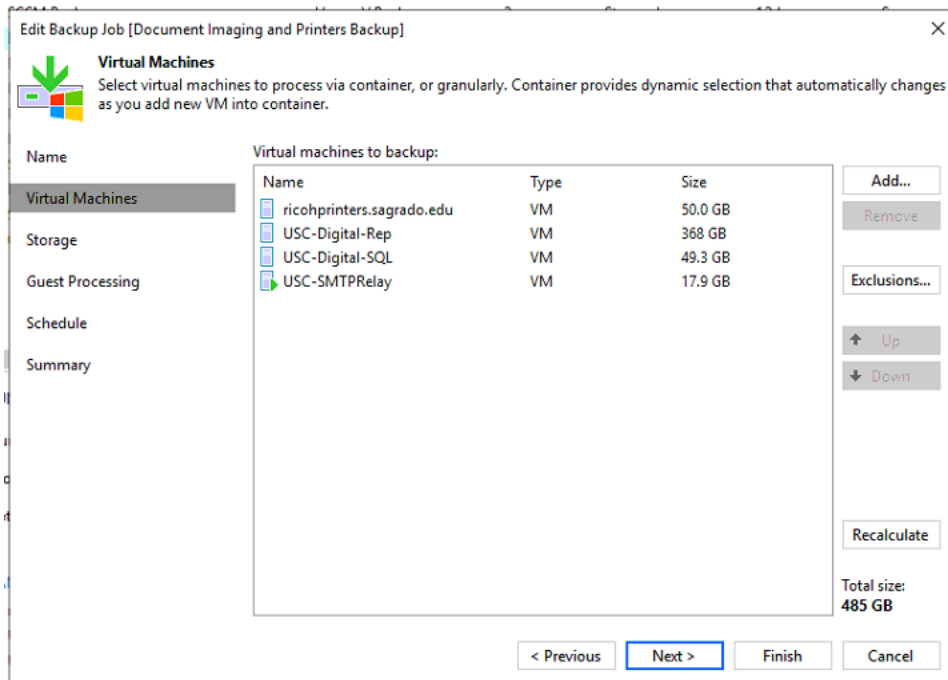 Edit Backup Job [Document Imaging and Printers Backup]
Virtual Machines
Select virtual machines to process via container, or granularly. Container provides dynamic selection that automatically changes
as you add new VM into container.
Name
Virtual Machines
Storage
Guest Processing
Schedule
Summary
Virtual machines to backup:
Name Type Size
ricohprinters.sagrado.edu VM 50.0 GB
USC-Digital-Rep VM 368 GB
USC-Digital-SQL VM 49.3 GB
USC-SMTPRelay VM 17.9 GB
Add...
Remove
Exclusions...
Up
Down
Recalculate
Total size:
485 GB
< Previous Next > Finish Cancel